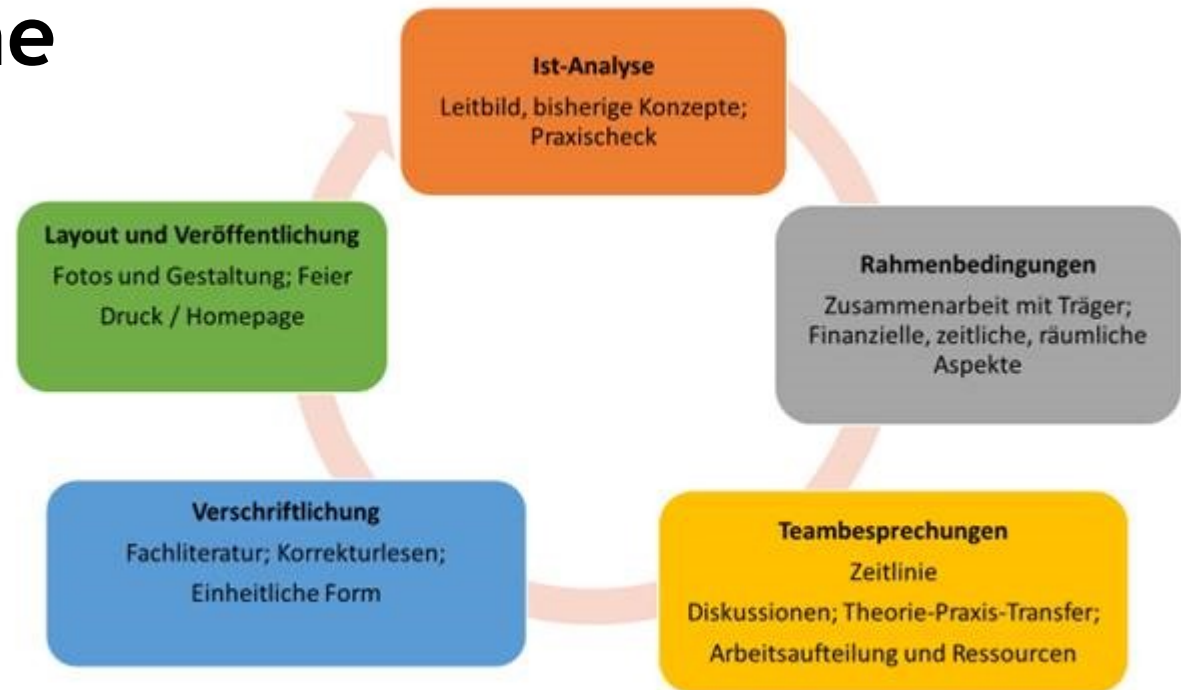 ne
Ist-Analyse
Leitbild, bisherige Konzepte;
Praxischeck
Rahmenbedingungen
Zusammenarbeit mit Träger;
Finanzielle, zeitliche, räumliche
Aspekte
Teambesprechungen
Zeitlinie
Diskussionen; Theorie-Praxis-Transfer;
Arbeitsaufteilung und Ressourcen
Verschriftlichung
Fachliteratur; Korrekturlesen;
Einheitliche Form
Layout und Veröffentlichung
Fotos und Gestaltung; Feier
Druck / Homepage